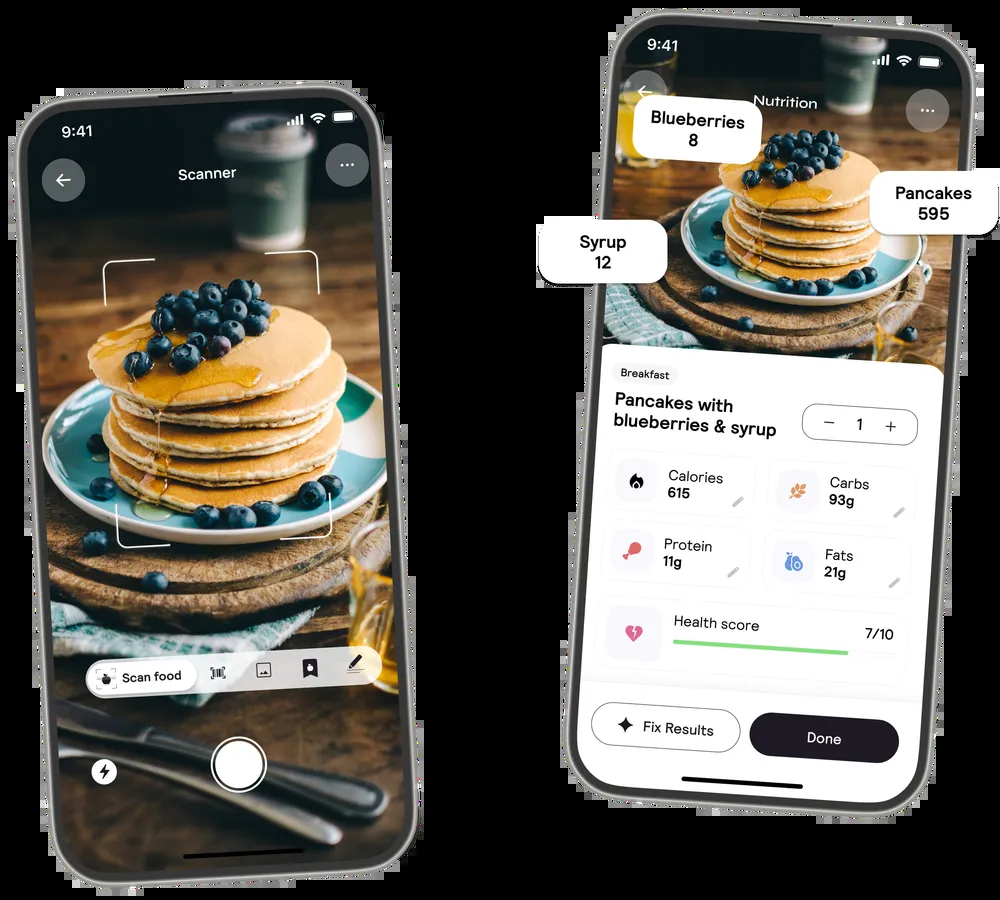 9:41
Scanner
Scan food
9:41
Nutrition
Blueberries
8
Pancakes
595
Syrup
12
Breakfast
Pancakes with
blueberries & syrup
1
Calories
615
Carbs
93g
Protein
11g
Fats
21g
Health score
7/10
Fix Results
Done